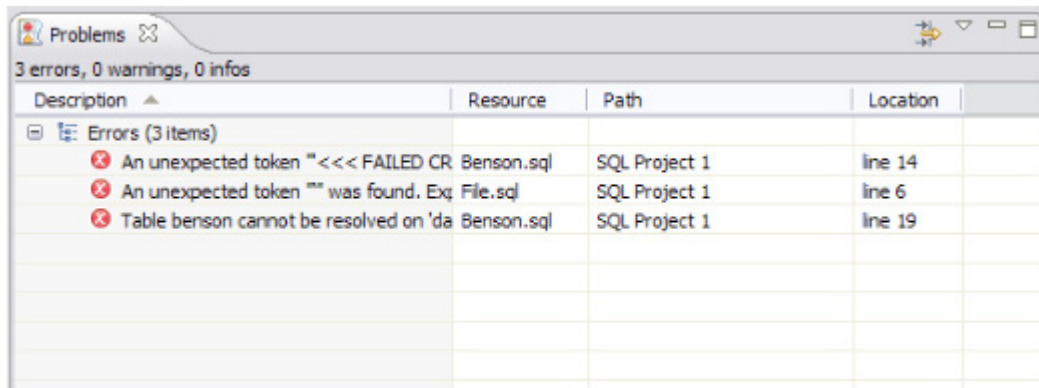 Problems
3 errors, 0 warnings, 0 infos
Description Resource Path Location
Errors (3 items)
An unexpected token "<<< FAILED CR Benson.sql SQL Project 1 line 14
An unexpected token """ was found. Exp File.sql SQL Project 1 line 6
Table benson cannot be resolved on 'da Benson.sql SQL Project 1 line 19